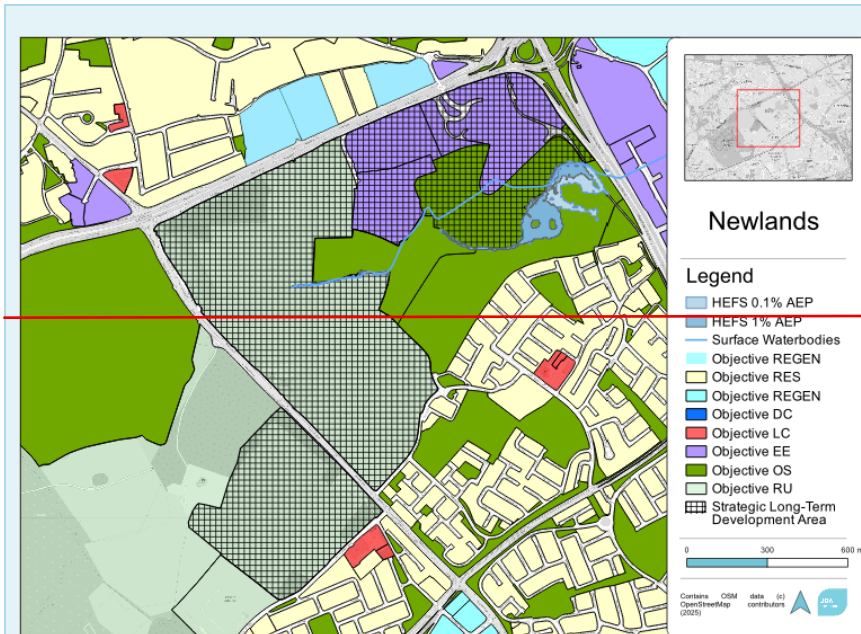 Newlands
Legend
HEFS 0.1% AEP
HEFS 1% AEP
Surface Waterbodies
Objective REGEN
Objective RES
Objective REGEN
Objective DC
Objective LC
Objective EE
Objective OS
Objective RU
Strategic Long-Term
Development Area
0 300 600 m
Contains OSM data (c)
OpenStreetMap contributors
(2025)
JBA